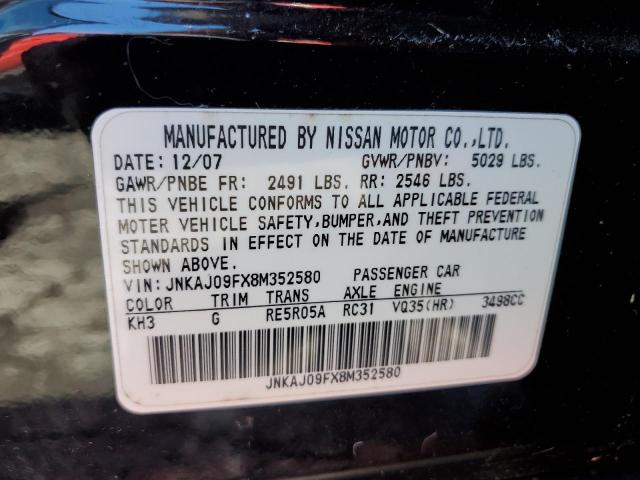 MANUFACTURED BY NISSAN MOTOR CO.,LTD.
DATE: 12/07 GVWR/PNBV: 5029 LBS.
GAWR/PNBE FR: 2491 LBS. RR: 2546 LBS.
THIS VEHICLE CONFORMS TO ALL APPLICABLE FEDERAL
MOTER VEHICLE SAFETY,BUMPER,AND THEFT PREVENTION
STANDARDS IN EFFECT ON THE DATE OF MANUFACTURE
SHOWN ABOVE.
VIN: JNKAJ09FX8M352580 PASSENGER CAR
COLOR TRIM TRANS AXLE ENGINE
KH3 G RE5R05A RC31 VQ35(HR) 3498CC
JNKAJ09FX8M352580